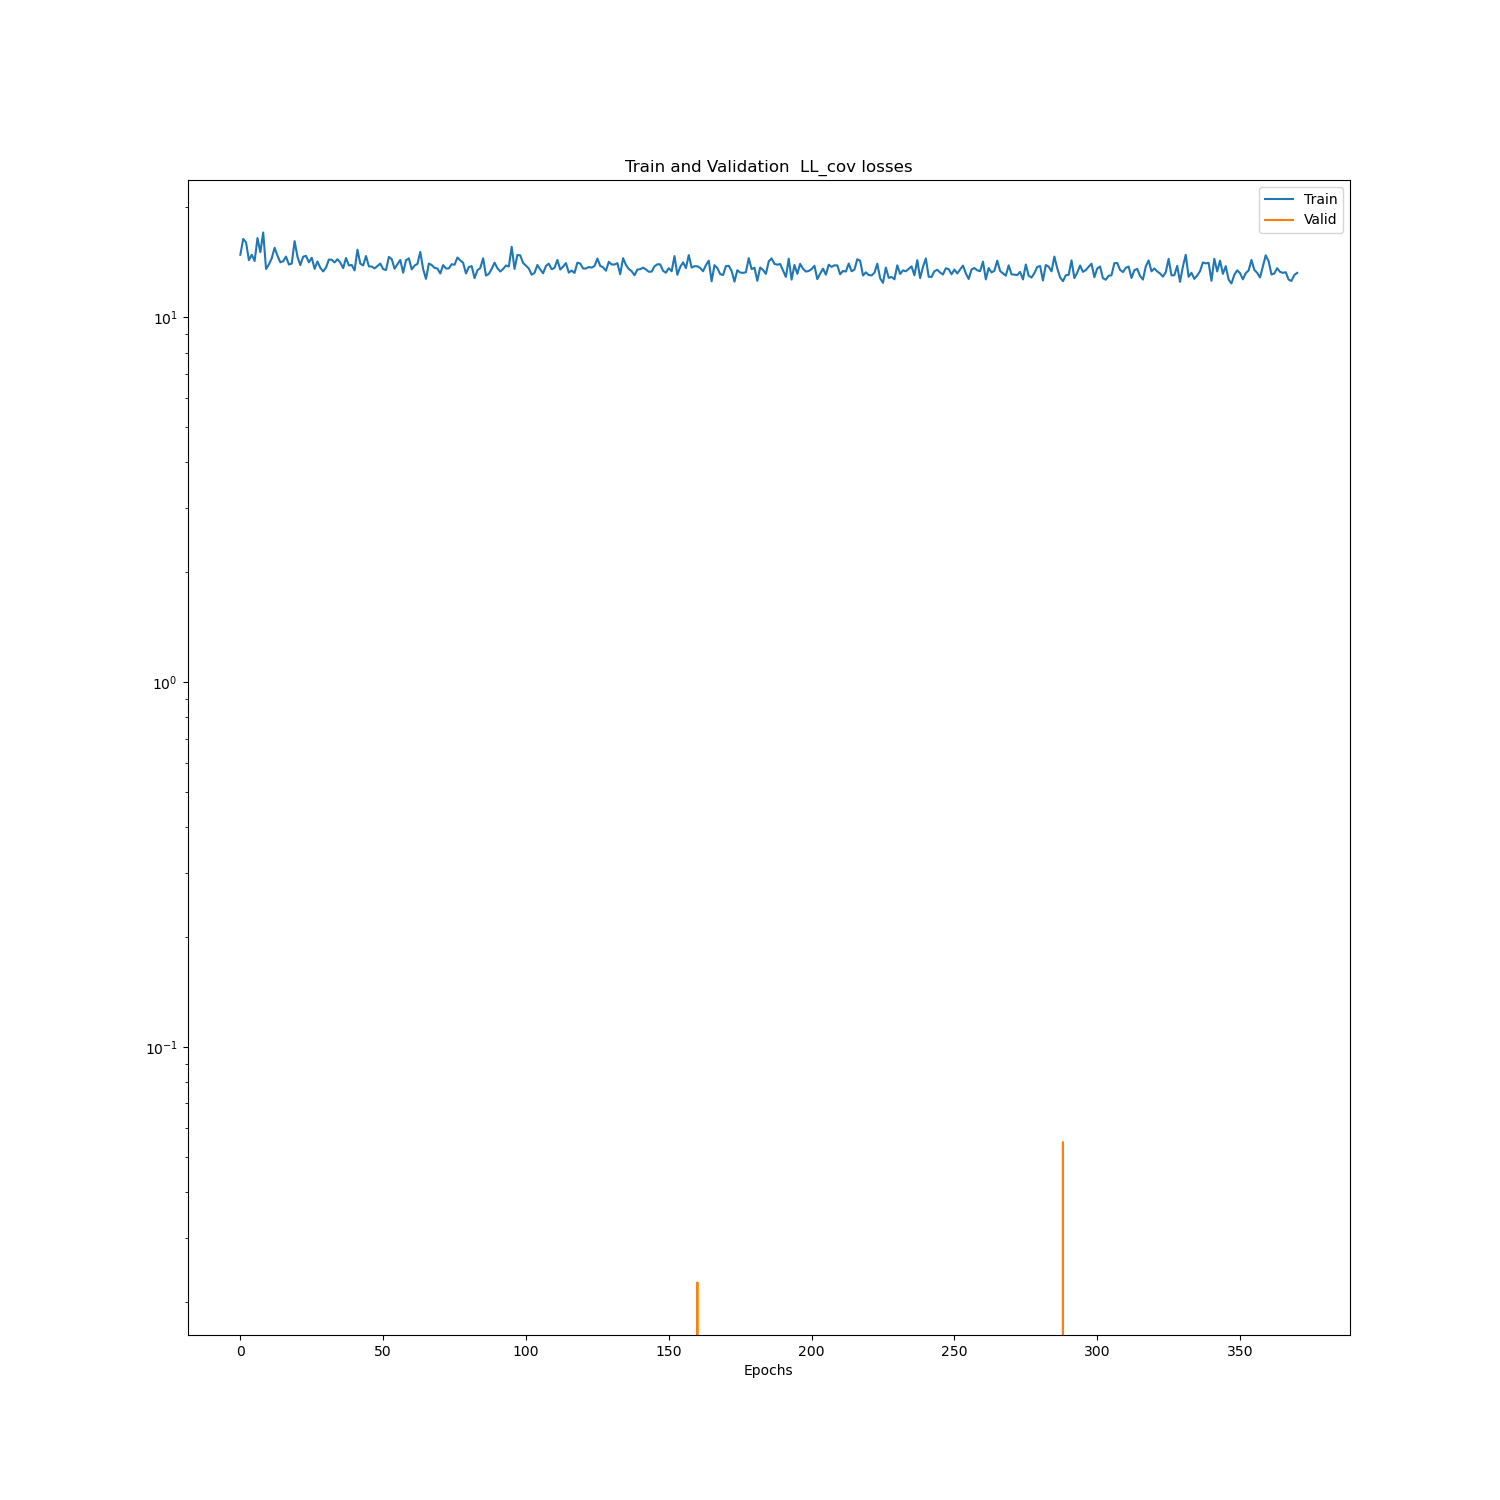 Train and Validation  LL_cov losses
Train
Valid
10¹
10⁰
10⁻¹
0 50 100 150 200 250 300 350
Epochs